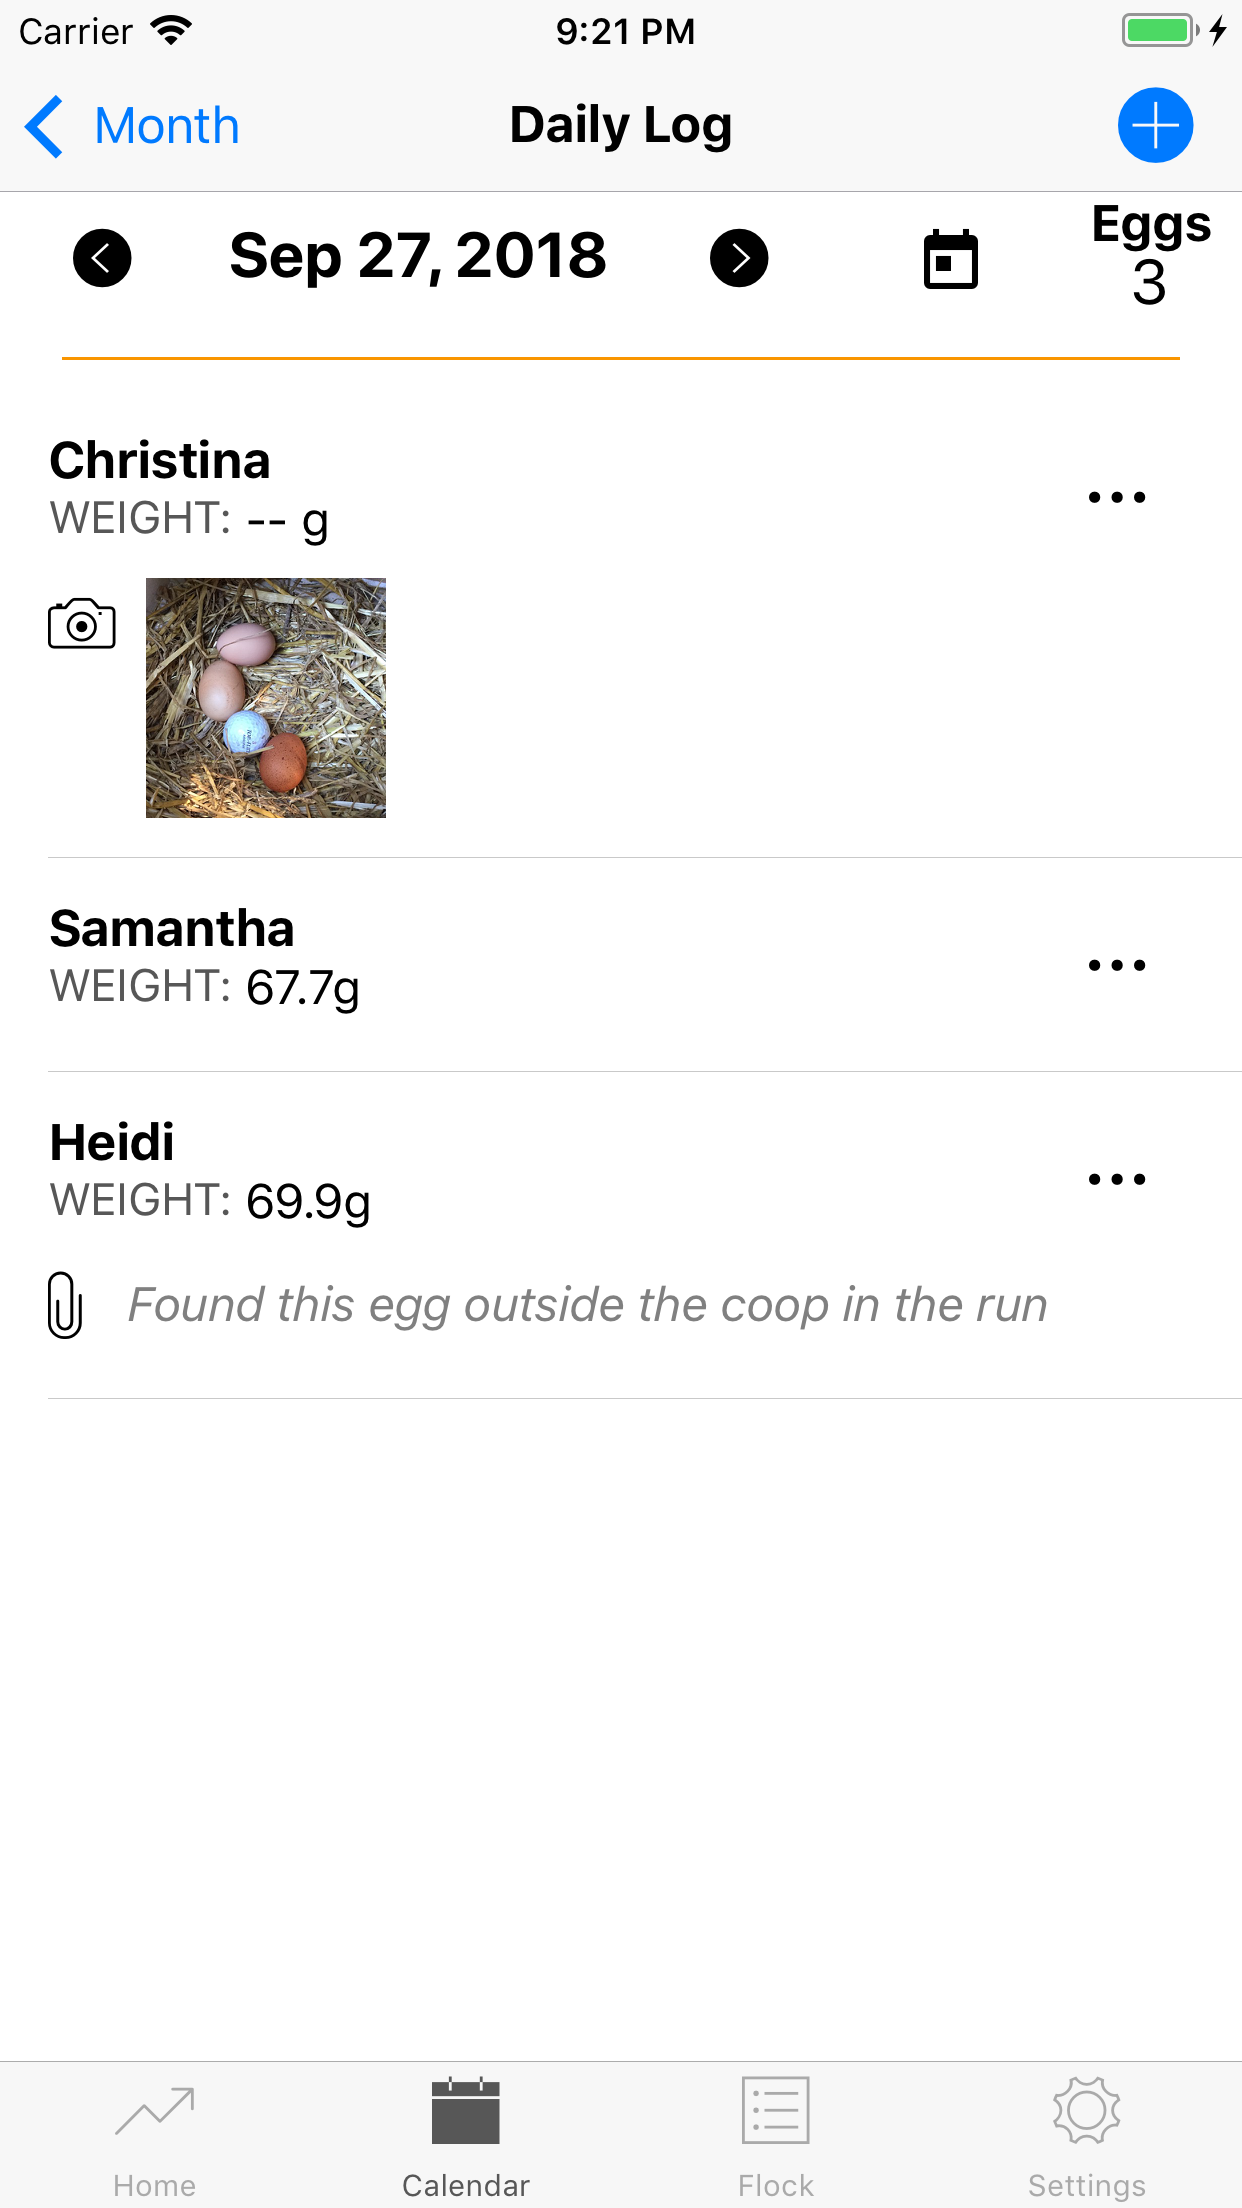 Carrier 9:21 PM
Month Daily Log
Sep 27, 2018
Eggs
3
Christina
WEIGHT: -- g
Samantha
WEIGHT: 67.7g
Heidi
WEIGHT: 69.9g
Found this egg outside the coop in the run
Home Calendar Flock Settings